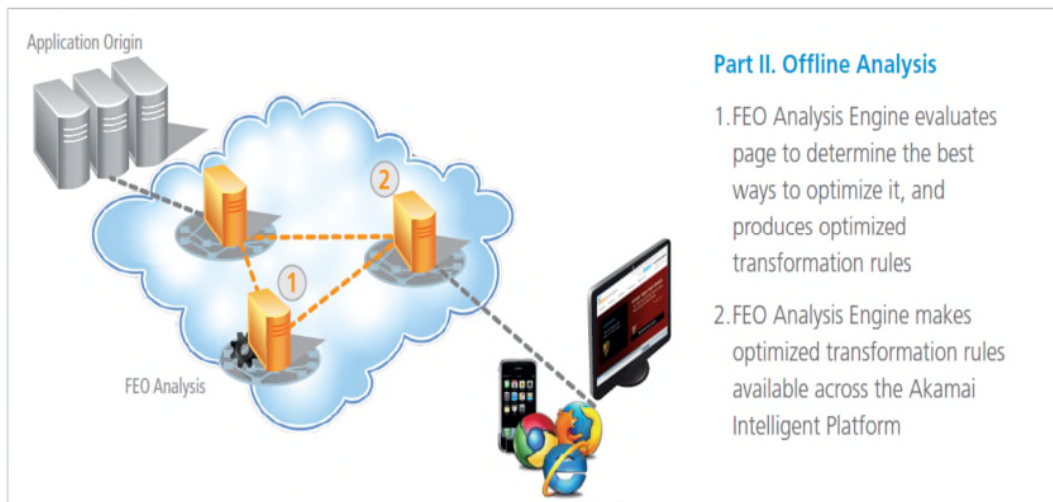 Application Origin
2
1
FEO Analysis
Part II. Offline Analysis
1.FEO Analysis Engine evaluates
page to determine the best
ways to optimize it, and
produces optimized
transformation rules
2.FEO Analysis Engine makes
optimized transformation rules
available across the Akamai
Intelligent Platform